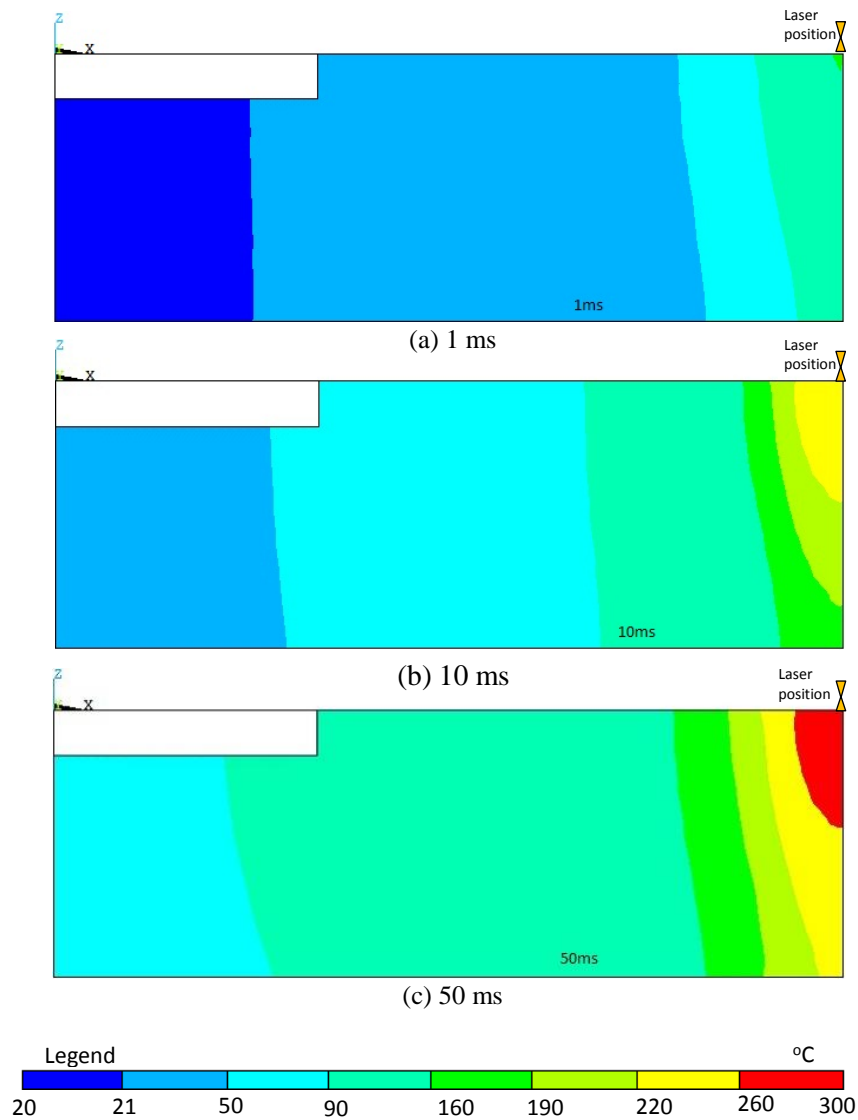 Laser
position
Z
X
1ms
(a) 1 ms
Laser
position
Z
X
10ms
(b) 10 ms
Laser
position
Z
X
50ms
(c) 50 ms
Legend
°C
20 21 50 90 160 190 220 260 300